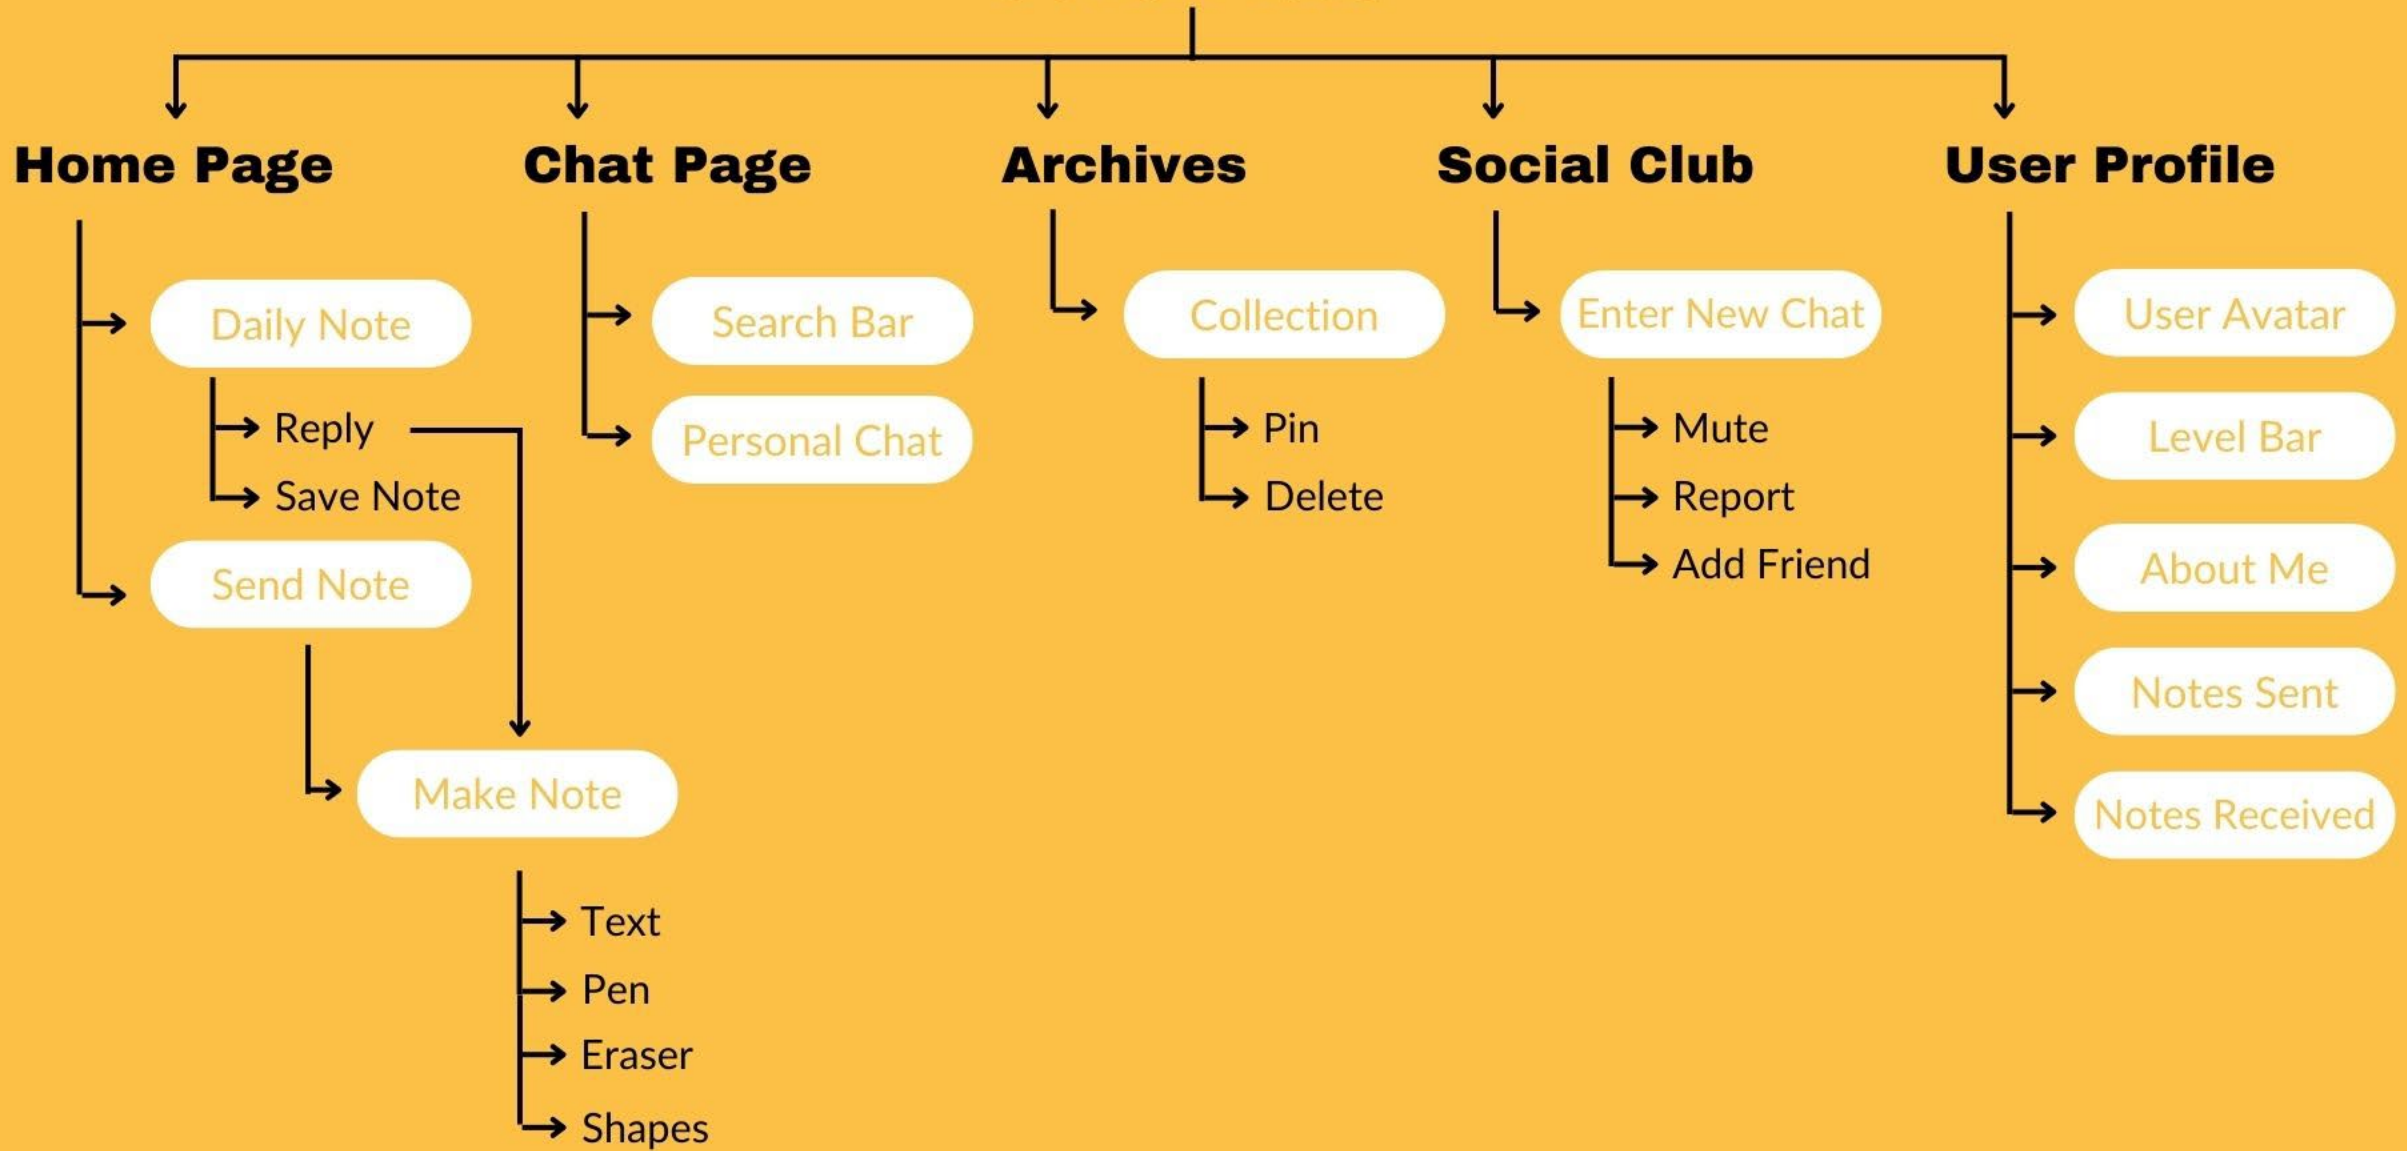 Home Page
Chat Page
Archives
Social Club
User Profile
Daily Note
Reply
Save Note
Send Note
Make Note
Text
Pen
Eraser
Shapes
Search Bar
Personal Chat
Collection
Pin
Delete
Enter New Chat
Mute
Report
Add Friend
User Avatar
Level Bar
About Me
Notes Sent
Notes Received